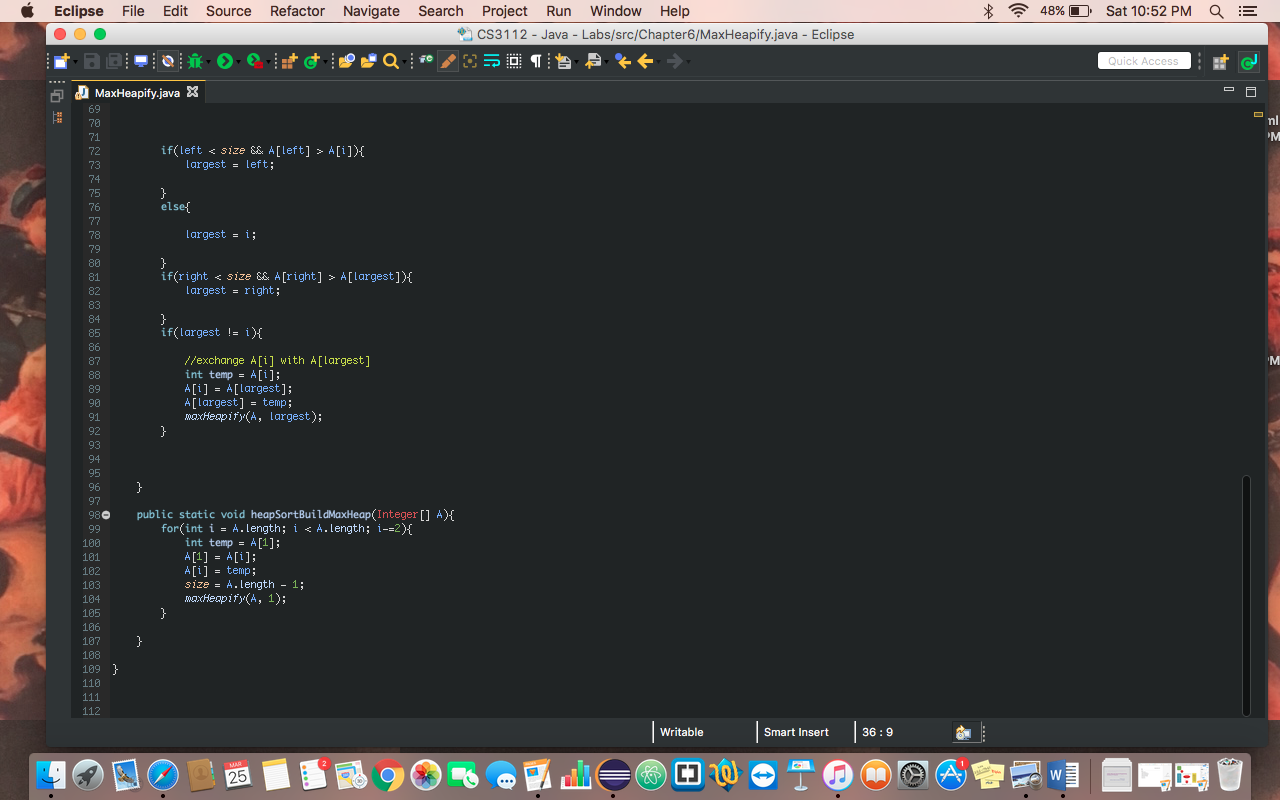 Eclipse File Edit Source Refactor Navigate Search Project Run Window Help 48% Sat 10:52 PM
CS3112 - Java - Labs/src/Chapter6/MaxHeapify.java - Eclipse
Quick Access
MaxHeapify.java
69
70
71
72 if(left < size && A[left] > A[i]){
73 largest = left;
74
75 }
76 else{
77
78 largest = i;
79
80 }
81 if(right < size && A[right] > A[largest]){
82 largest = right;
83
84 }
85 if(largest != i){
86
87 //exchange A[i] with A[largest]
88 int temp = A[i];
89 A[i] = A[largest];
90 A[largest] = temp;
91 maxHeapify(A, largest);
92 }
93
94
95
96 }
97
98 public static void heapSortBuildMaxHeap(Integer[] A){
99 for(int i = A.length; i < A.length; i-=2){
100 int temp = A[1];
101 A[1] = A[i];
102 A[i] = temp;
103 size = A.length - 1;
104 maxHeapify(A, 1);
105 }
106
107 }
108
109 }
110
111
112
Writable Smart Insert 36 : 9
ml
PM
PM
MAR
25
2
1
W